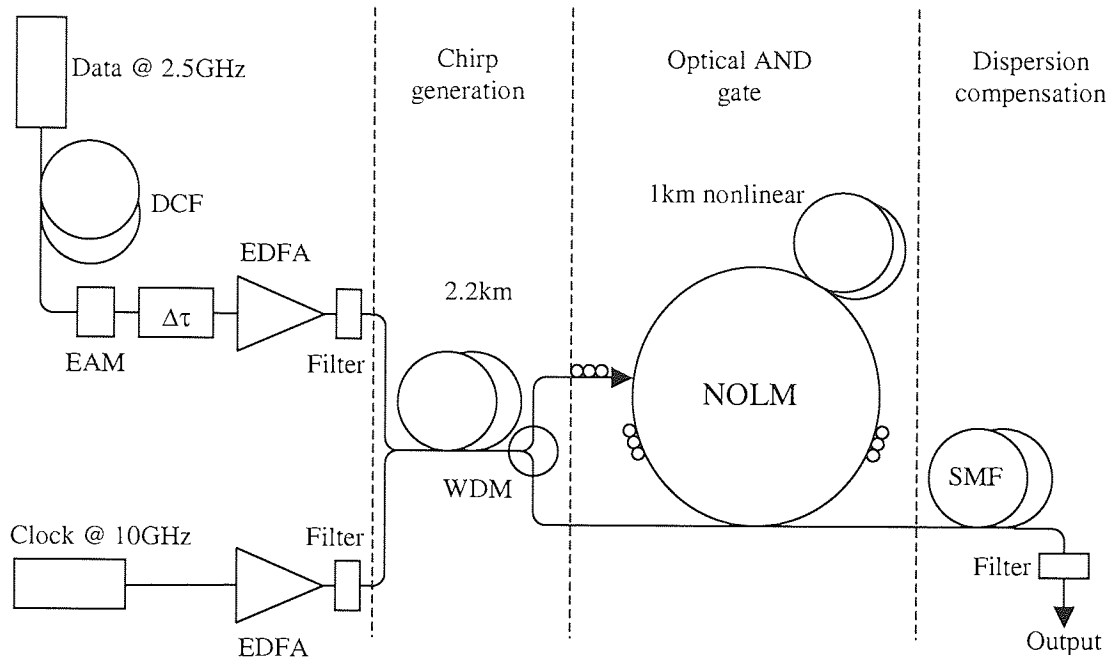 Data @ 2.5GHz
DCF
EDFA
EAM
Δτ
Filter
Clock @ 10GHz
EDFA
Filter
Chirp
generation
2.2km
WDM
Optical AND
gate
1km nonlinear
NOLM
Dispersion
compensation
SMF
Filter
Output